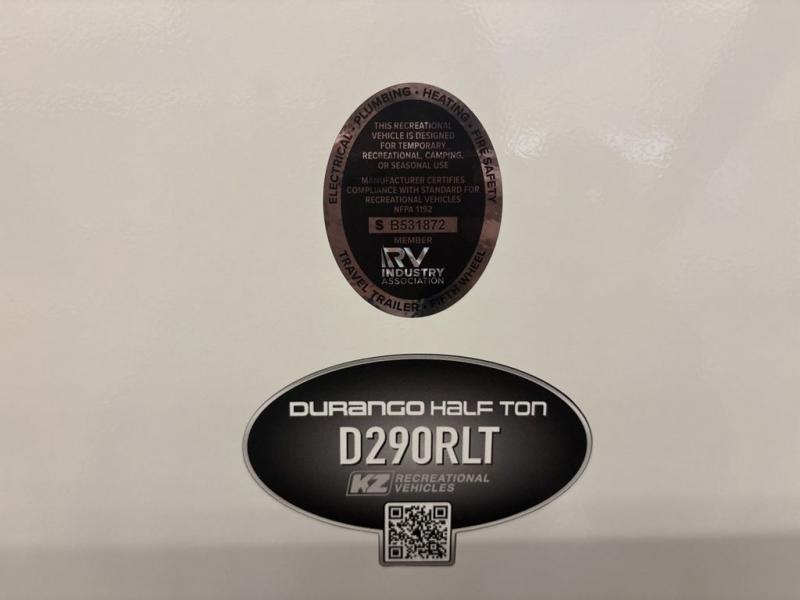 ELECTRICAL • PLUMBING • HEATING • FIRE SAFETY
THIS RECREATIONAL
VEHICLE IS DESIGNED
FOR TEMPORARY
RECREATIONAL, CAMPING,
OR SEASONAL USE
MANUFACTURER CERTIFIES
COMPLIANCE WITH STANDARD FOR
RECREATIONAL VEHICLES
NFPA 1192
S B531872
MEMBER
RV
INDUSTRY
ASSOCIATION
TRAVEL TRAILER • FIFTH WHEEL
DURANGO HALF TON
D290RLT
KZ RECREATIONAL
VEHICLES